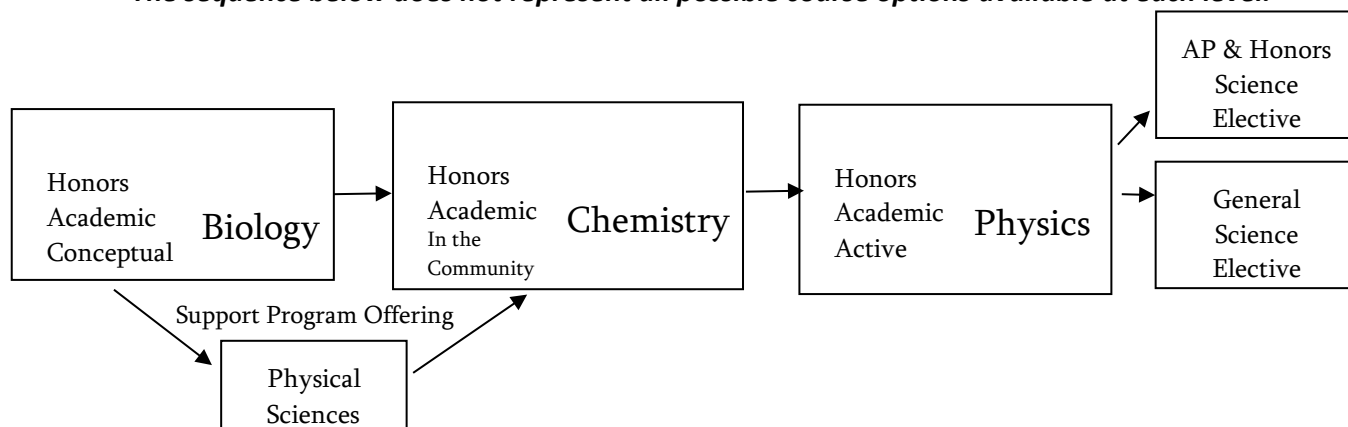 The sequence below does not represent all possible course options available at each level.
AP & Honors
Science
Elective
Honors
Academic
Conceptual
Biology
Honors
Academic
In the
Community
Chemistry
Honors
Academic
Active
Physics
General
Science
Elective
Support Program Offering
Physical
Sciences